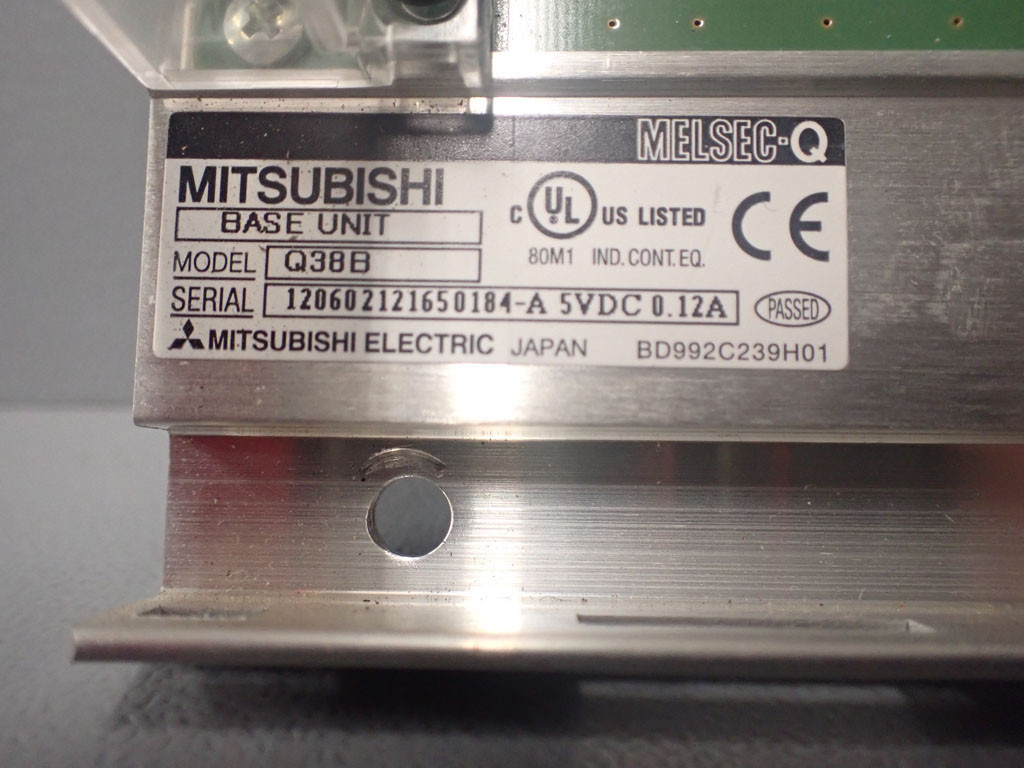 MELSEC-Q
MITSUBISHI
BASE UNIT
C UL ® US LISTED CE
MODEL Q38B
80M1 IND. CONT. EQ.
SERIAL 120602121650184-A 5VDC 0.12A PASSED
MITSUBISHI ELECTRIC JAPAN BD992C239H01